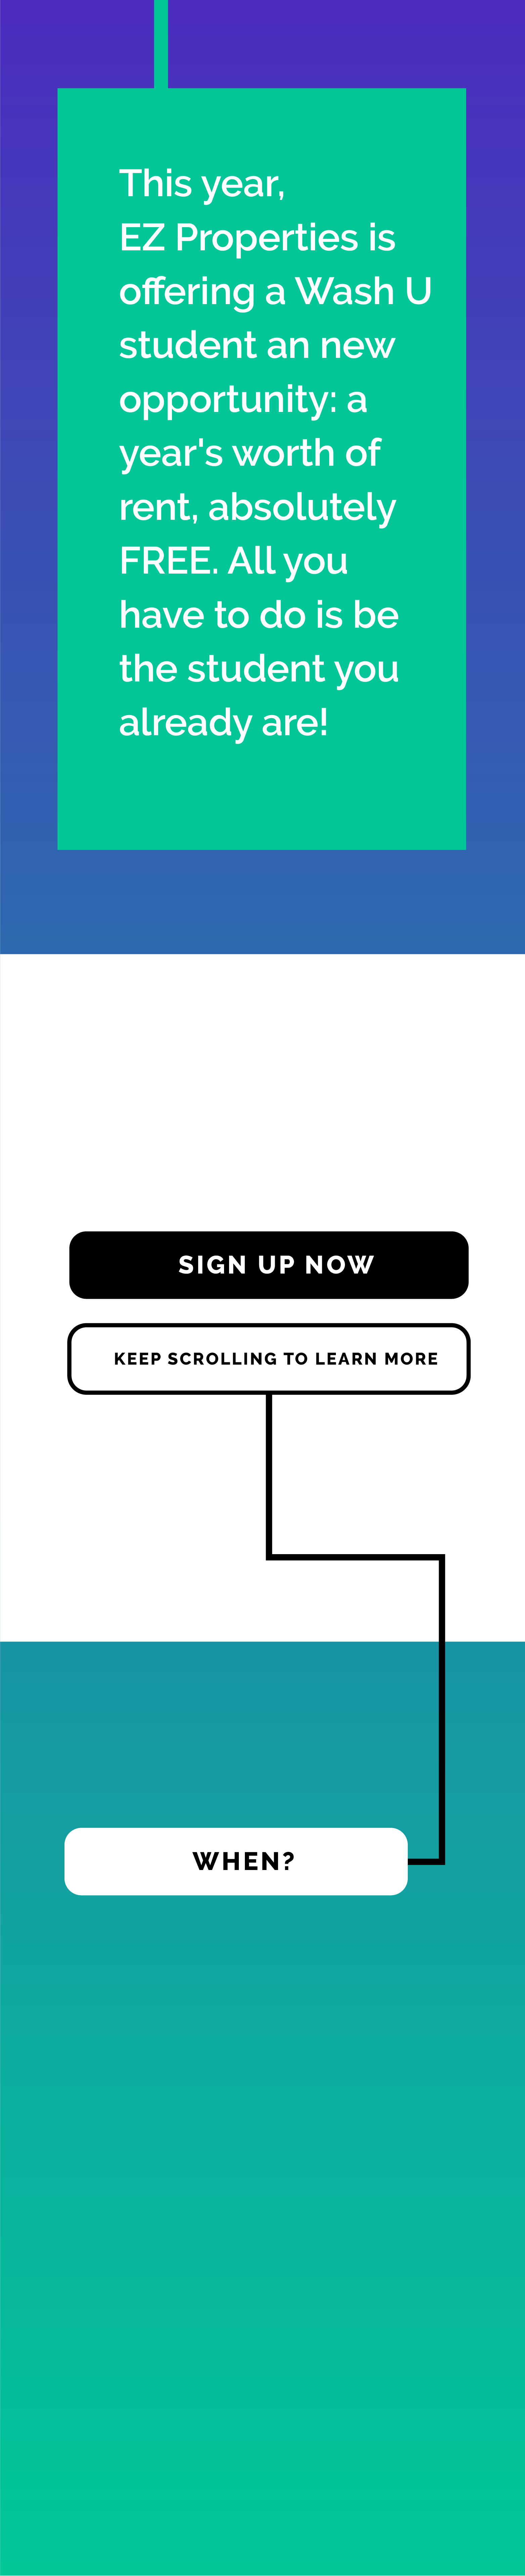 This year,
EZ Properties is
offering a Wash U
student an new
opportunity: a
year's worth of
rent, absolutely
FREE. All you
have to do is be
the student you
already are!
SIGN UP NOW
KEEP SCROLLING TO LEARN MORE
WHEN?